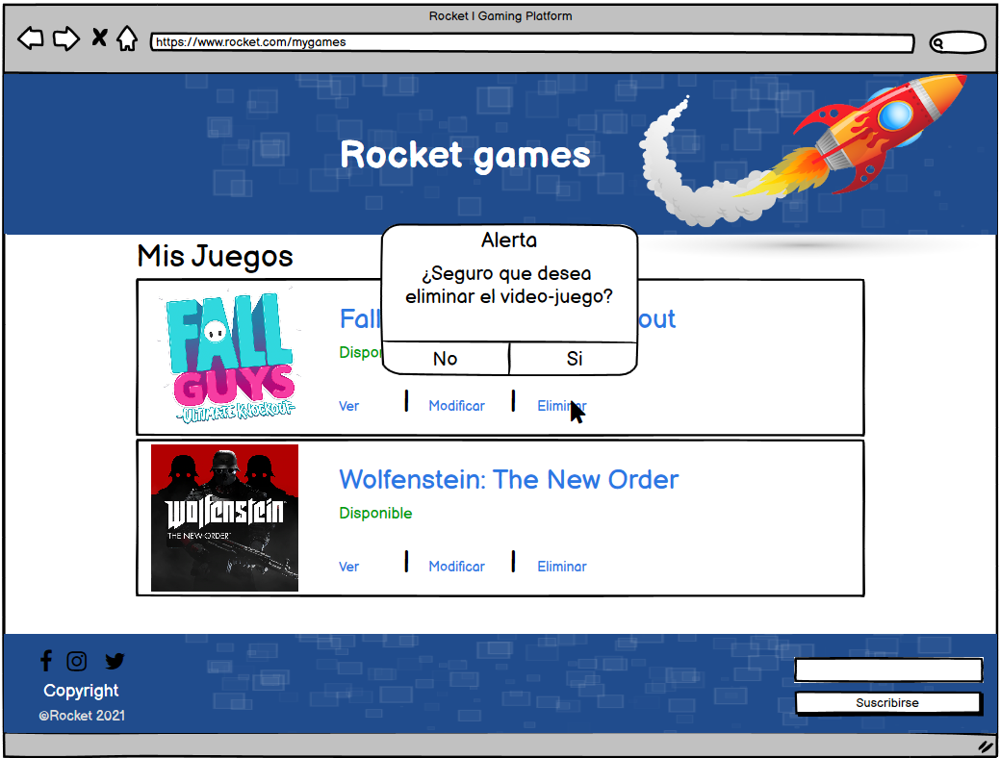 Rocket | Gaming Platform
https://www.rocket.com/mygames
Rocket games
Mis Juegos
Alerta
¿Seguro que desea
eliminar el video-juego?
No Si
FALL
GUYS
-ULTIMATE KNOCKOUT-
Fall out
Dispo
Ver | Modificar | Eliminar
Wolfenstein
THE NEW ORDER
Wolfenstein: The New Order
Disponible
Ver | Modificar | Eliminar
Copyright
©Rocket 2021
Suscribirse